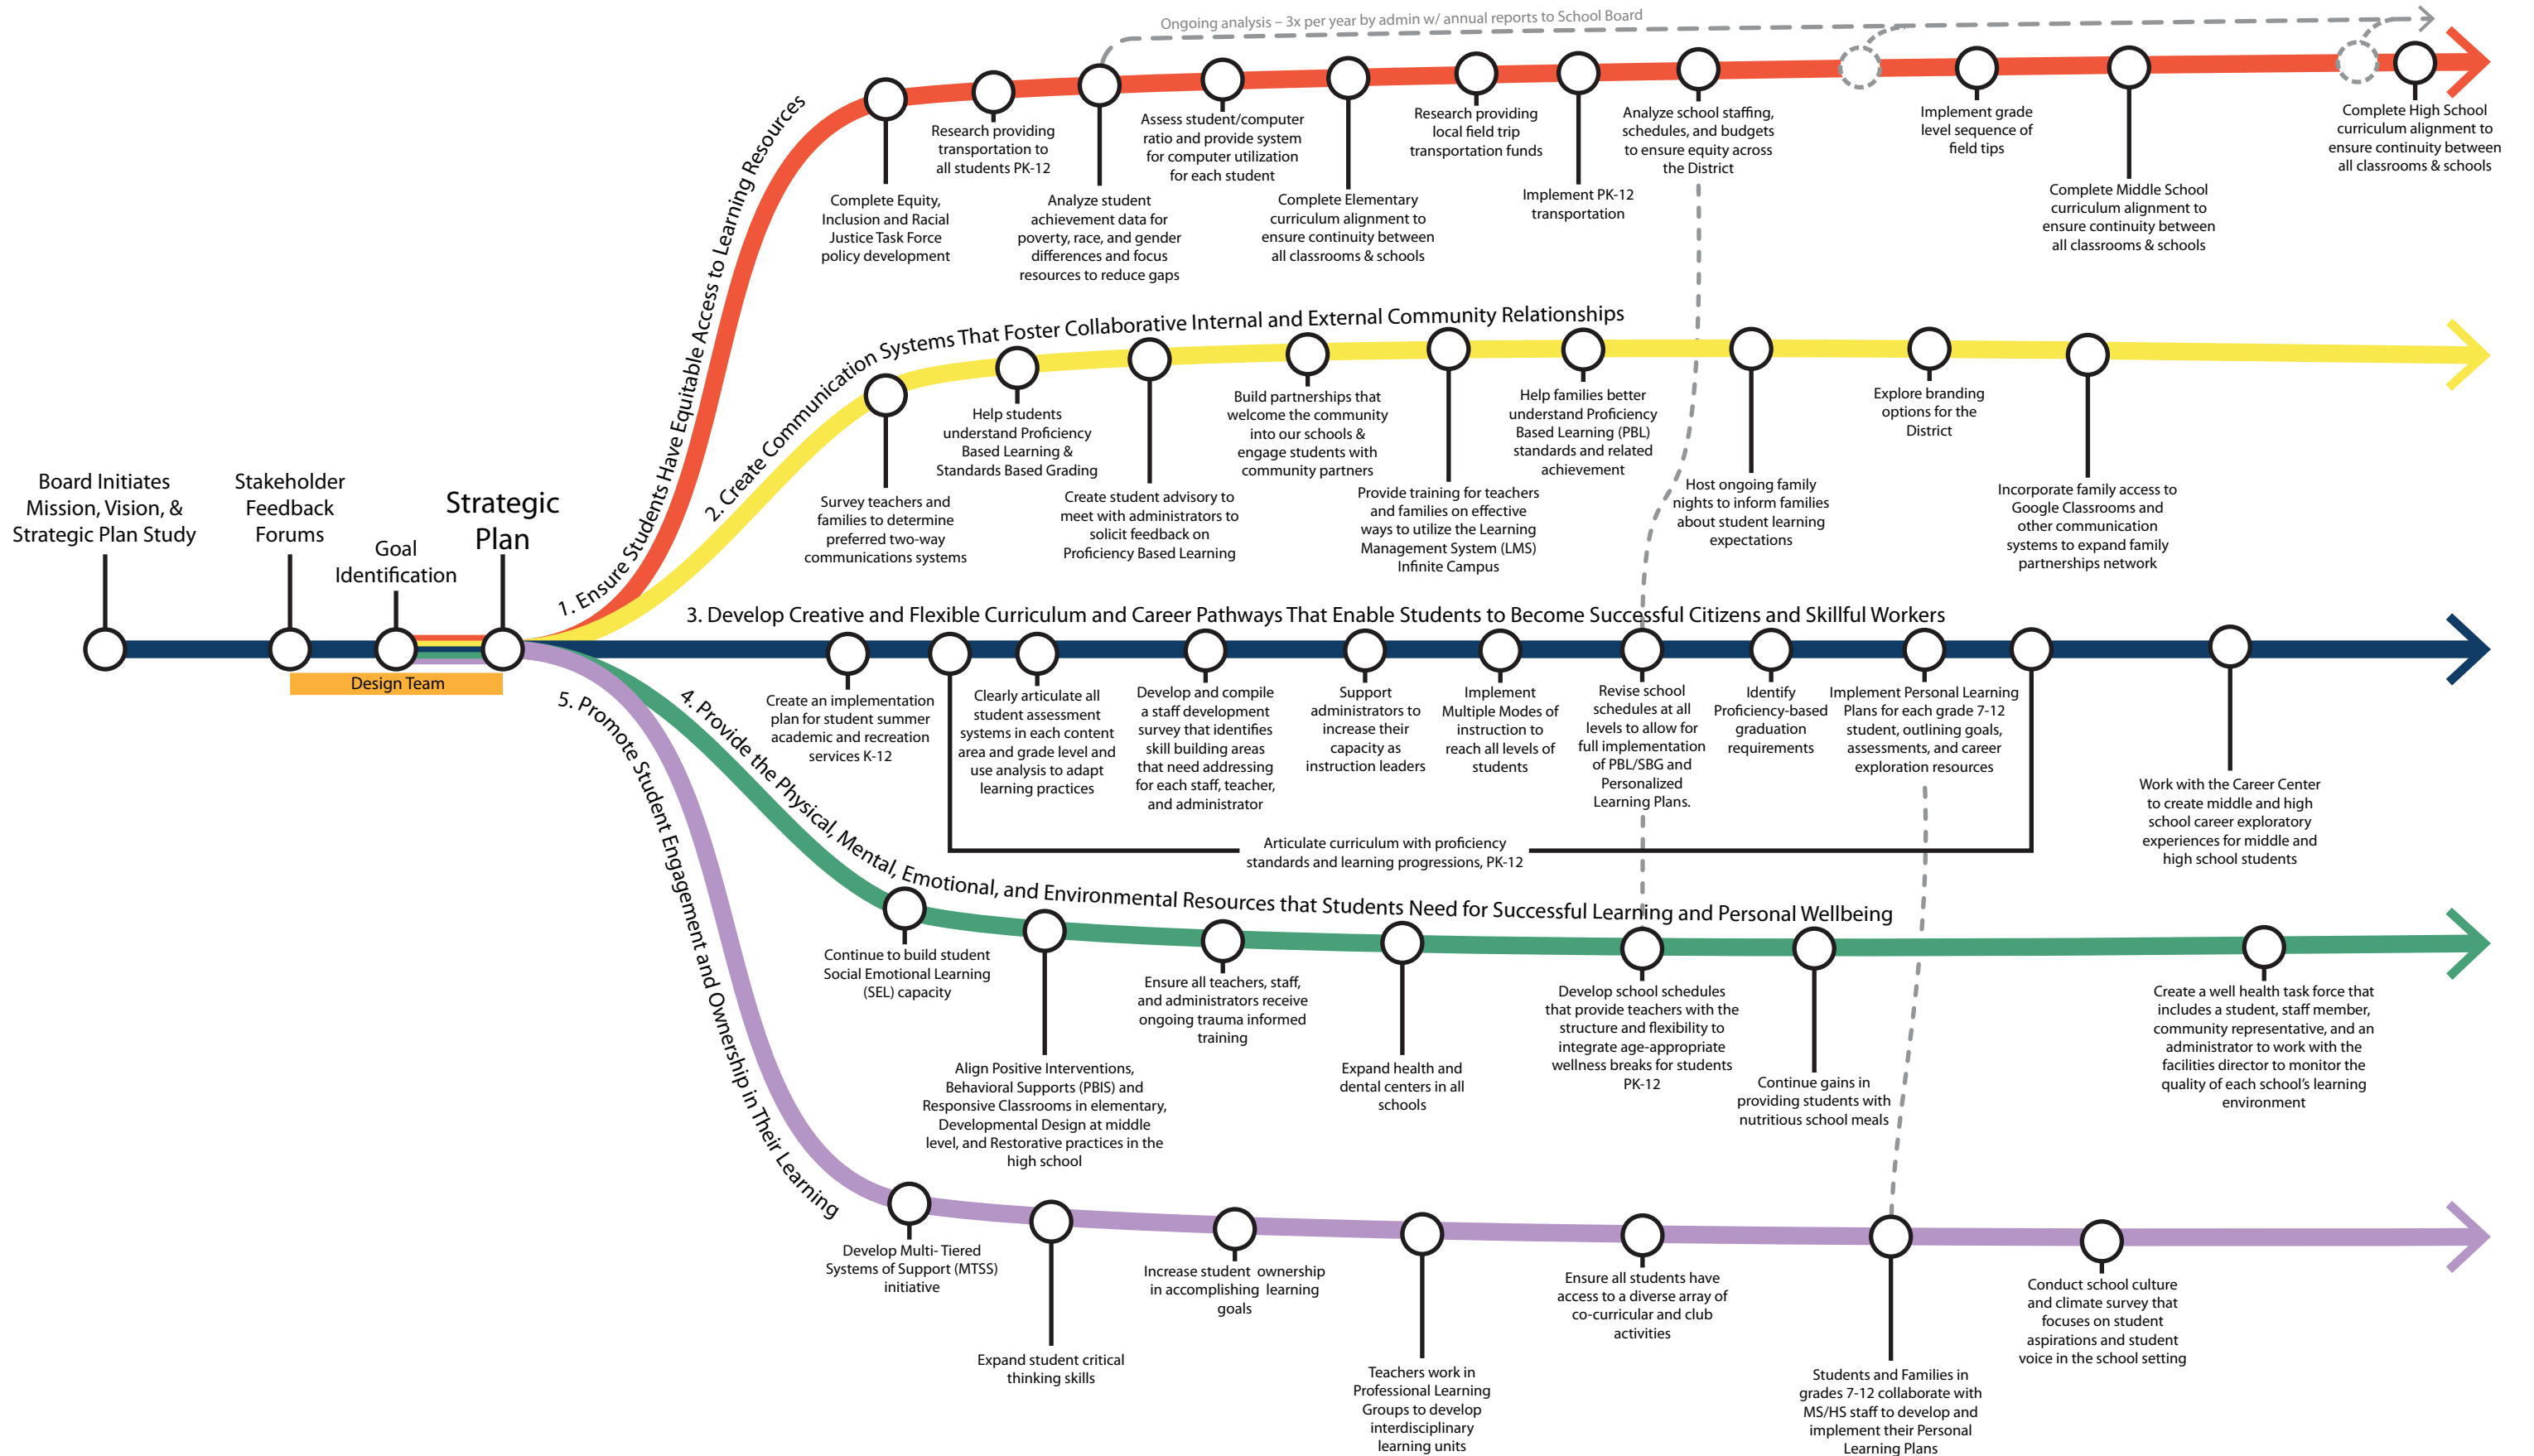 Ongoing analysis – 3x per year by admin w/ annual reports to School Board
1. Ensure Students Have Equitable Access to Learning Resources
Complete Equity,
Inclusion and Racial
Justice Task Force
policy development
Research providing
transportation to
all students PK-12
Analyze student
achievement data for
poverty, race, and gender
differences and focus
resources to reduce gaps
Assess student/computer
ratio and provide system
for computer utilization
for each student
Complete Elementary
curriculum alignment to
ensure continuity between
all classrooms & schools
Research providing
local field trip
transportation funds
Implement PK-12
transportation
Analyze school staffing,
schedules, and budgets
to ensure equity across
the District
Implement grade
level sequence of
field tips
Complete Middle School
curriculum alignment to
ensure continuity between
all classrooms & schools
Complete High School
curriculum alignment to
ensure continuity between
all classrooms & schools
2. Create Communication Systems That Foster Collaborative Internal and External Community Relationships
Survey teachers and
families to determine
preferred two-way
communications systems
Help students
understand Proficiency
Based Learning &
Standards Based Grading
Create student advisory to
meet with administrators to
solicit feedback on
Proficiency Based Learning
Build partnerships that
welcome the community
into our schools &
engage students with
community partners
Provide training for teachers
and families on effective
ways to utilize the Learning
Management System (LMS)
Infinite Campus
Help families better
understand Proficiency
Based Learning (PBL)
standards and related
achievement
Host ongoing family
nights to inform families
about student learning
expectations
Explore branding
options for the
District
Incorporate family access to
Google Classrooms and
other communication
systems to expand family
partnerships network
Board Initiates
Mission, Vision, &
Strategic Plan Study
Stakeholder
Feedback
Forums
Goal
Identification
Strategic
Plan
Design Team
3. Develop Creative and Flexible Curriculum and Career Pathways That Enable Students to Become Successful Citizens and Skillful Workers
Create an implementation
plan for student summer
academic and recreation
services K-12
Clearly articulate all
student assessment
systems in each content
area and grade level and
use analysis to adapt
learning practices
Develop and compile
a staff development
survey that identifies
skill building areas
that need addressing
for each staff, teacher,
and administrator
Support
administrators to
increase their
capacity as
instruction leaders
Implement
Multiple Modes of
instruction to
reach all levels of
students
Revise school
schedules at all
levels to allow for
full implementation
of PBL/SBG and
Personalized
Learning Plans.
Identify
Proficiency-based
graduation
requirements
Implement Personal Learning
Plans for each grade 7-12
student, outlining goals,
assessments, and career
exploration resources
Work with the Career Center
to create middle and high
school career exploratory
experiences for middle and
high school students
Articulate curriculum with proficiency
standards and learning progressions, PK-12
4. Provide the Physical, Mental, Emotional, and Environmental Resources that Students Need for Successful Learning and Personal Wellbeing
Continue to build student
Social Emotional Learning
(SEL) capacity
Align Positive Interventions,
Behavioral Supports (PBIS) and
Responsive Classrooms in elementary,
Developmental Design at middle
level, and Restorative practices in the
high school
Ensure all teachers, staff,
and administrators receive
ongoing trauma informed
training
Expand health and
dental centers in all
schools
Develop school schedules
that provide teachers with the
structure and flexibility to
integrate age-appropriate
wellness breaks for students
PK-12
Continue gains in
providing students with
nutritious school meals
Create a well health task force that
includes a student, staff member,
community representative, and an
administrator to work with the
facilities director to monitor the
quality of each school's learning
environment
5. Promote Student Engagement and Ownership in Their Learning
Develop Multi- Tiered
Systems of Support (MTSS)
initiative
Expand student critical
thinking skills
Increase student ownership
in accomplishing learning
goals
Teachers work in
Professional Learning
Groups to develop
interdisciplinary
learning units
Ensure all students have
access to a diverse array of
co-curricular and club
activities
Students and Families in
grades 7-12 collaborate with
MS/HS staff to develop and
implement their Personal
Learning Plans
Conduct school culture
and climate survey that
focuses on student
aspirations and student
voice in the school setting